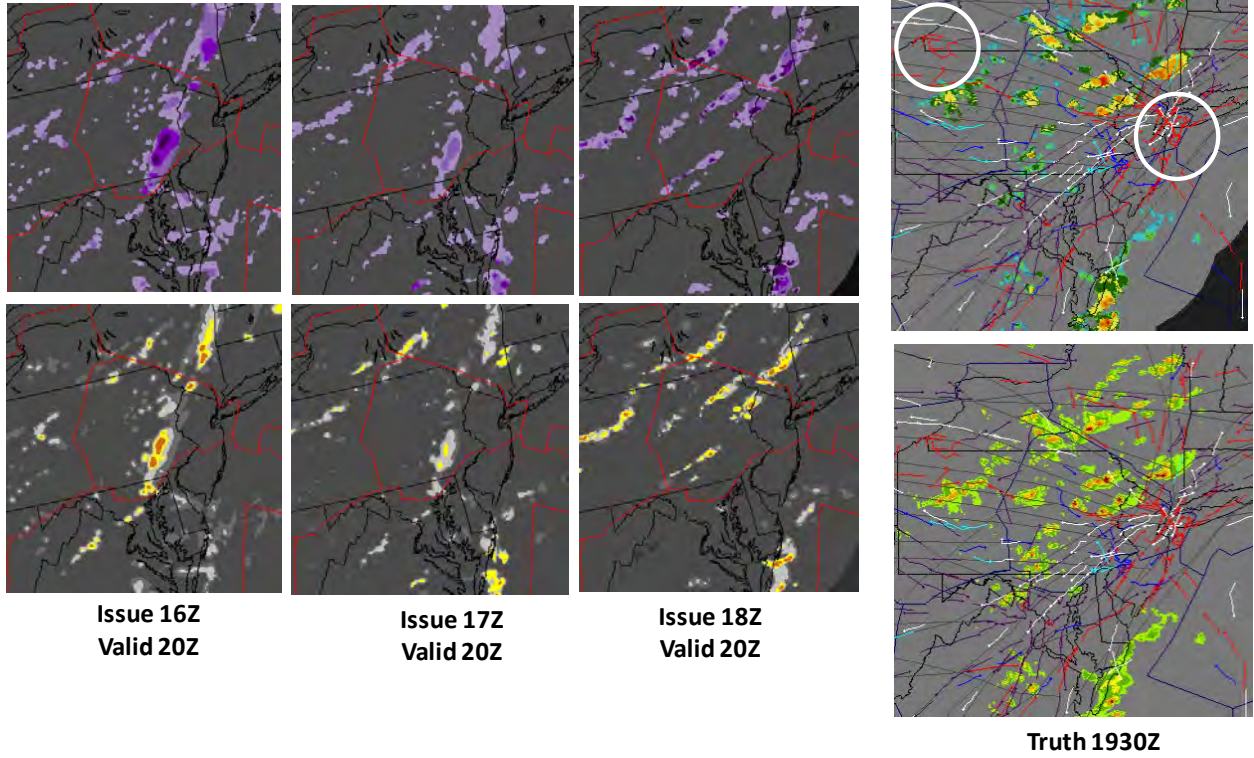 Issue 16Z
Valid 20Z
Issue 17Z
Valid 20Z
Issue 18Z
Valid 20Z
Truth 1930Z